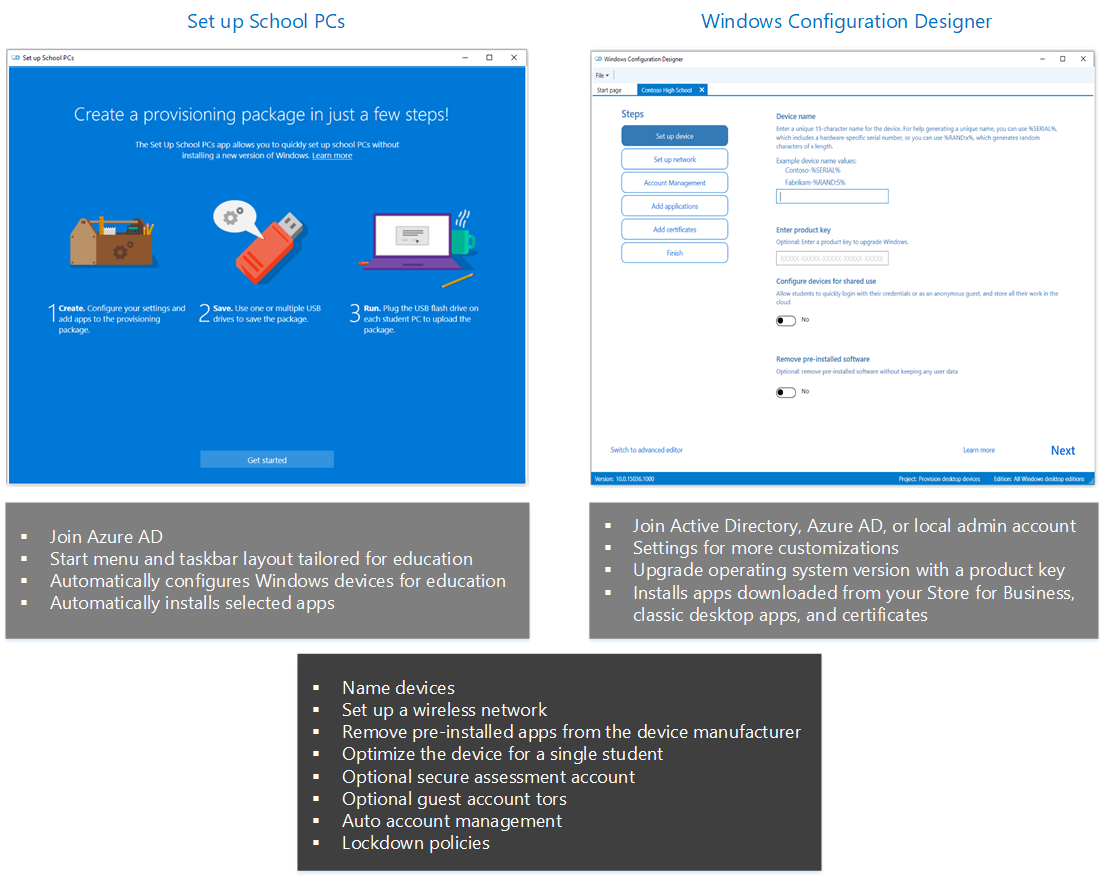 Set up School PCs
Set up School PCs
Create a provisioning package in just a few steps!
The Set Up School PCs app allows you to quickly set up school PCs without
installing a new version of Windows. Learn more
1 Create. Configure your settings and
add apps to the provisioning
package.
2 Save. Use one or multiple USB
drives to save the package.
3 Run. Plug the USB flash drive on
each student PC to upload the
package.
Get started
Join Azure AD
Start menu and taskbar layout tailored for education
Automatically configures Windows devices for education
Automatically installs selected apps
Windows Configuration Designer
Windows Configuration Designer
File
Start page
Contoso High School X
Steps
Set up device
Set up network
Account Management
Add applications
Add certificates
Finish
Device name
Enter a unique 15-character name for the device. For help generating a unique name, you can use %SERIAL%,
which includes a hardware-specific serial number, or you can use %RAND:x%, which generates random
characters of x length.
Example device name values:
Contoso-%SERIAL%
Fabrikam-%RAND:5%
Enter product key
Optional: Enter a product key to upgrade Windows.
XXXXX-XXXXX-XXXXX-XXXXX-XXXXX
Configure devices for shared use
Allow students to quickly login with their credentials or as an anonymous guest, and store all their work in the
cloud
No
Remove pre-installed software
Optional: remove pre-installed software without keeping any user data
No
Switch to advanced editor
Learn more
Next
Version: 10.0.15036.1000
Project: Provision desktop devices
Edition: All Windows desktop editions
Join Active Directory, Azure AD, or local admin account
Settings for more customizations
Upgrade operating system version with a product key
Installs apps downloaded from your Store for Business,
classic desktop apps, and certificates
Name devices
Set up a wireless network
Remove pre-installed apps from the device manufacturer
Optimize the device for a single student
Optional secure assessment account
Optional guest account tors
Auto account management
Lockdown policies